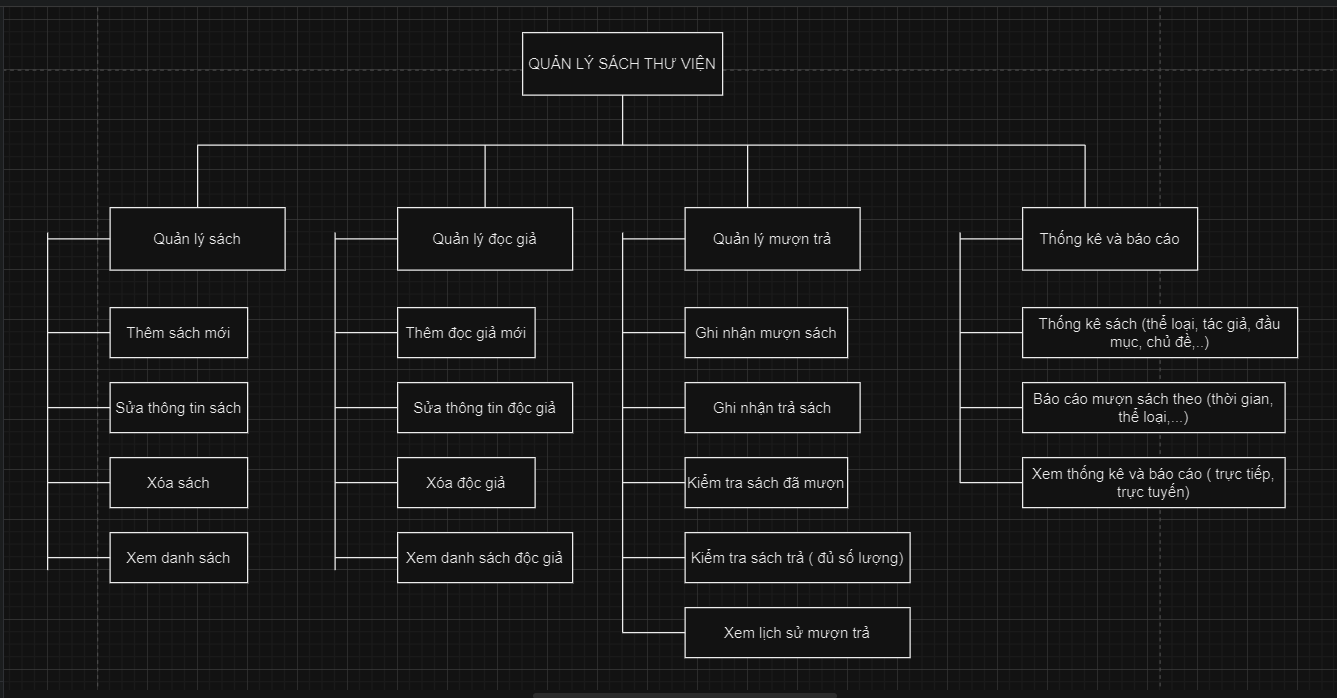 QUẢN LÝ SÁCH THƯ VIỆN
Quản lý sách
Quản lý đọc giả
Quản lý mượn trả
Thống kê và báo cáo
Thêm sách mới
Thêm đọc giả mới
Ghi nhận mượn sách
Thống kê sách (thể loại, tác giả, đầu
mục, chủ đề,..)
Sửa thông tin sách
Sửa thông tin độc giả
Ghi nhận trả sách
Báo cáo mượn sách theo (thời gian,
thể loại,...)
Xóa sách
Xóa độc giả
Kiểm tra sách đã mượn
Xem thống kê và báo cáo ( trực tiếp,
trực tuyến)
Xem danh sách
Xem danh sách độc giả
Kiểm tra sách trả ( đủ số lượng)
Xem lịch sử mượn trả